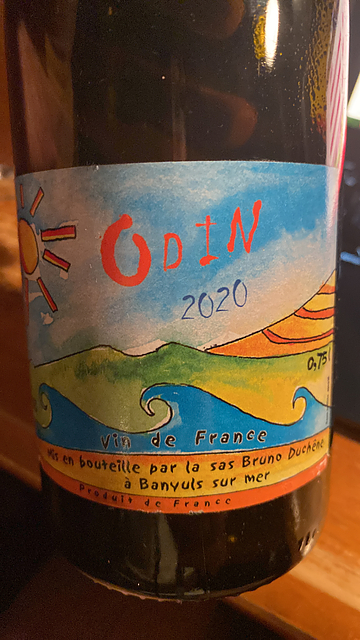 ODIN
2020
0,75
Vin de France
Mis en bouteille par la sas Bruno Duchêne
à Banyuls sur mer
Produit de France